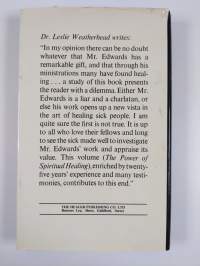 Dr. Leslie Weatherhead writes:
"In my opinion there can be no doubt
whatever that Mr. Edwards has a
remarkable gift, and that through his
ministrations many have found heal-
ing . . . a study of this book presents
the reader with a dilemma. Either Mr.
Edwards is a liar and a charlatan, or
else his work opens up a new vista in
the art of healing sick people. I am
quite sure the first is not true. It is up
to all who love their fellows and long
to see the sick made well to investigate
Mr. Edwards' work and appraise its
value. This volume (The Power of
Spiritual Healing), enriched by twenty-
five years' experience and many testi-
monies, contributes to this end."
THE HEALER PUBLISHING CO. LTD
Burrows Lea, Shere, Guildford, Surrey